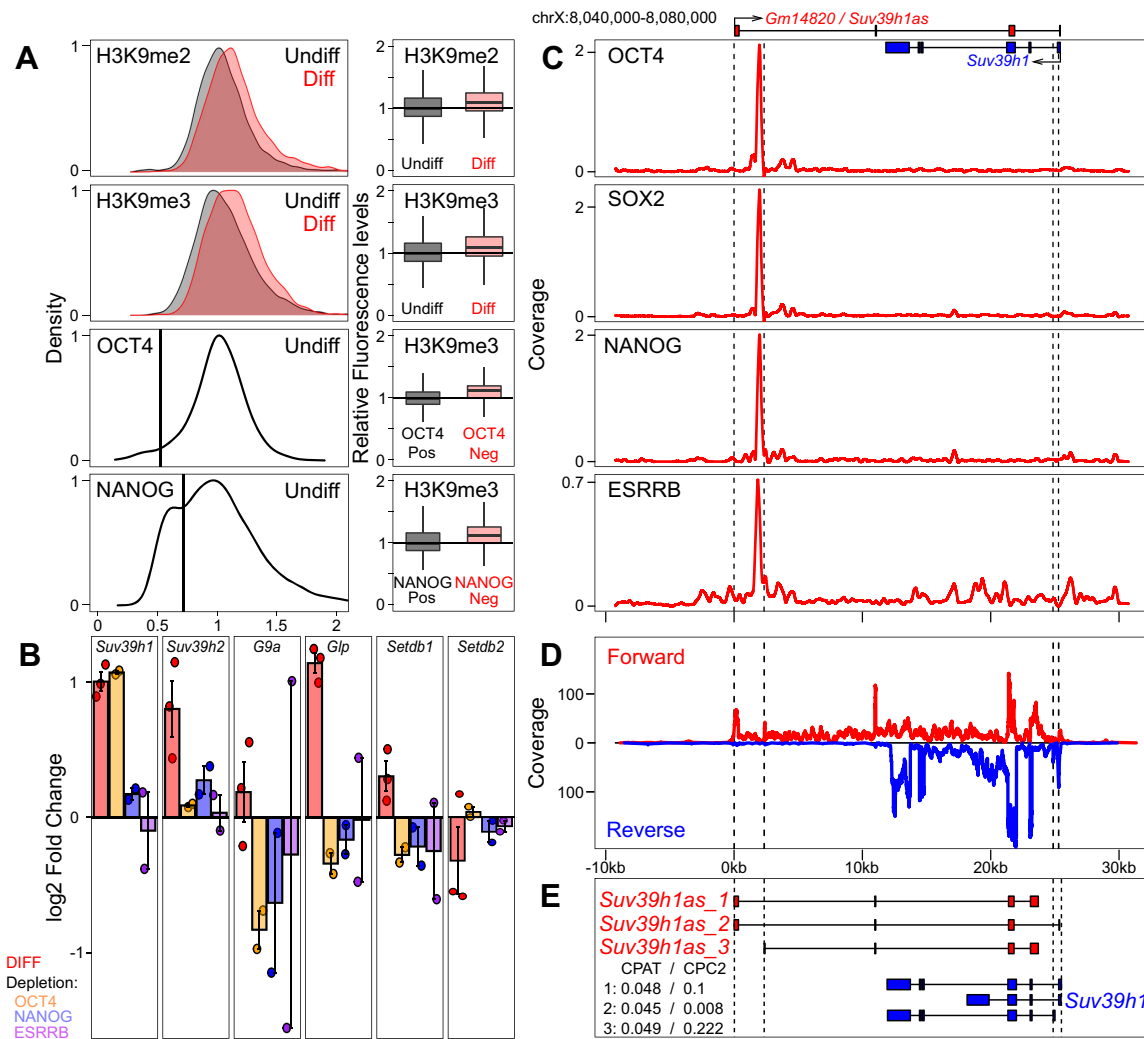 A
H3K9me2
Undiff
Diff
1
0
H3K9me3
Undiff
Diff
1
0
OCT4
Undiff
1
0
NANOG
Undiff
1
0
0 0.5 1 1.5 2
Density
Relative Fluorescence levels
H3K9me2
2
1
0
Undiff Diff
H3K9me3
2
1
0
Undiff Diff
H3K9me3
2
1
0
OCT4 OCT4
Pos Neg
H3K9me3
2
1
0
NANOG NANOG
Pos Neg
B
Suv39h1 Suv39h2 G9a Glp Setdb1 Setdb2
log2 Fold Change
1
0
-1
DIFF
Depletion:
OCT4
NANOG
ESRRB
chrX:8,040,000-8,080,000
Gm14820 / Suv39h1as
Suv39h1
C
Coverage
OCT4
2
0
SOX2
2
0
NANOG
2
0
ESRRB
0.7
0
D
Forward
Reverse
Coverage
100
0
100
-10kb 0kb 10kb 20kb 30kb
E
Suv39h1as_1
Suv39h1as_2
Suv39h1as_3
CPAT / CPC2
1: 0.048 / 0.1
2: 0.045 / 0.008
3: 0.049 / 0.222
Suv39h1